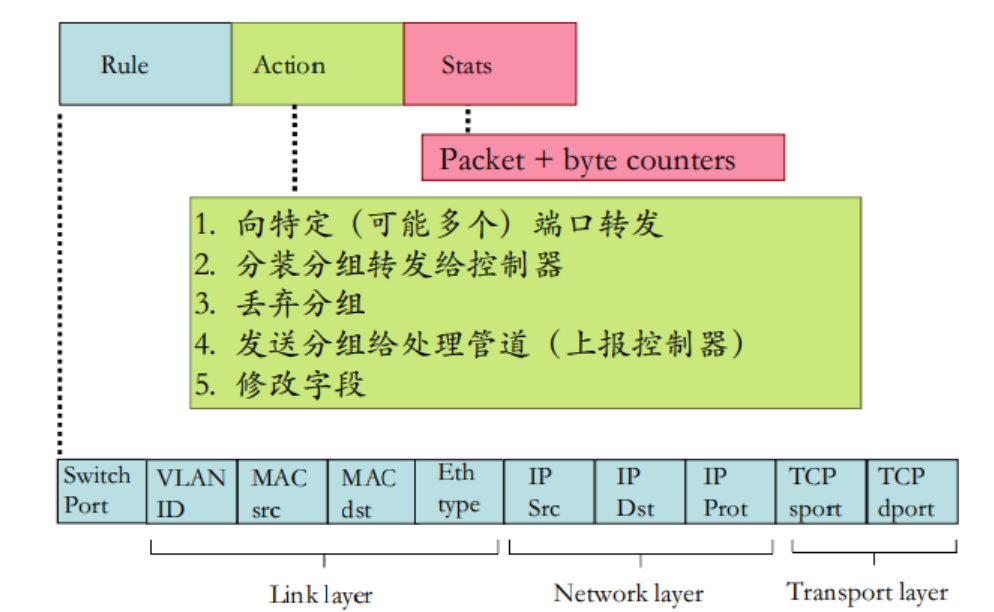 Rule Action Stats
Packet + byte counters
1. 向特定（可能多个）端口转发
2. 分装分组转发给控制器
3. 丢弃分组
4. 发送分组给处理管道（上报控制器）
5. 修改字段
Switch Port
VLAN ID
MAC src
MAC dst
Eth type
IP Src
IP Dst
IP Prot
TCP sport
TCP dport
Link layer
Network layer
Transport layer